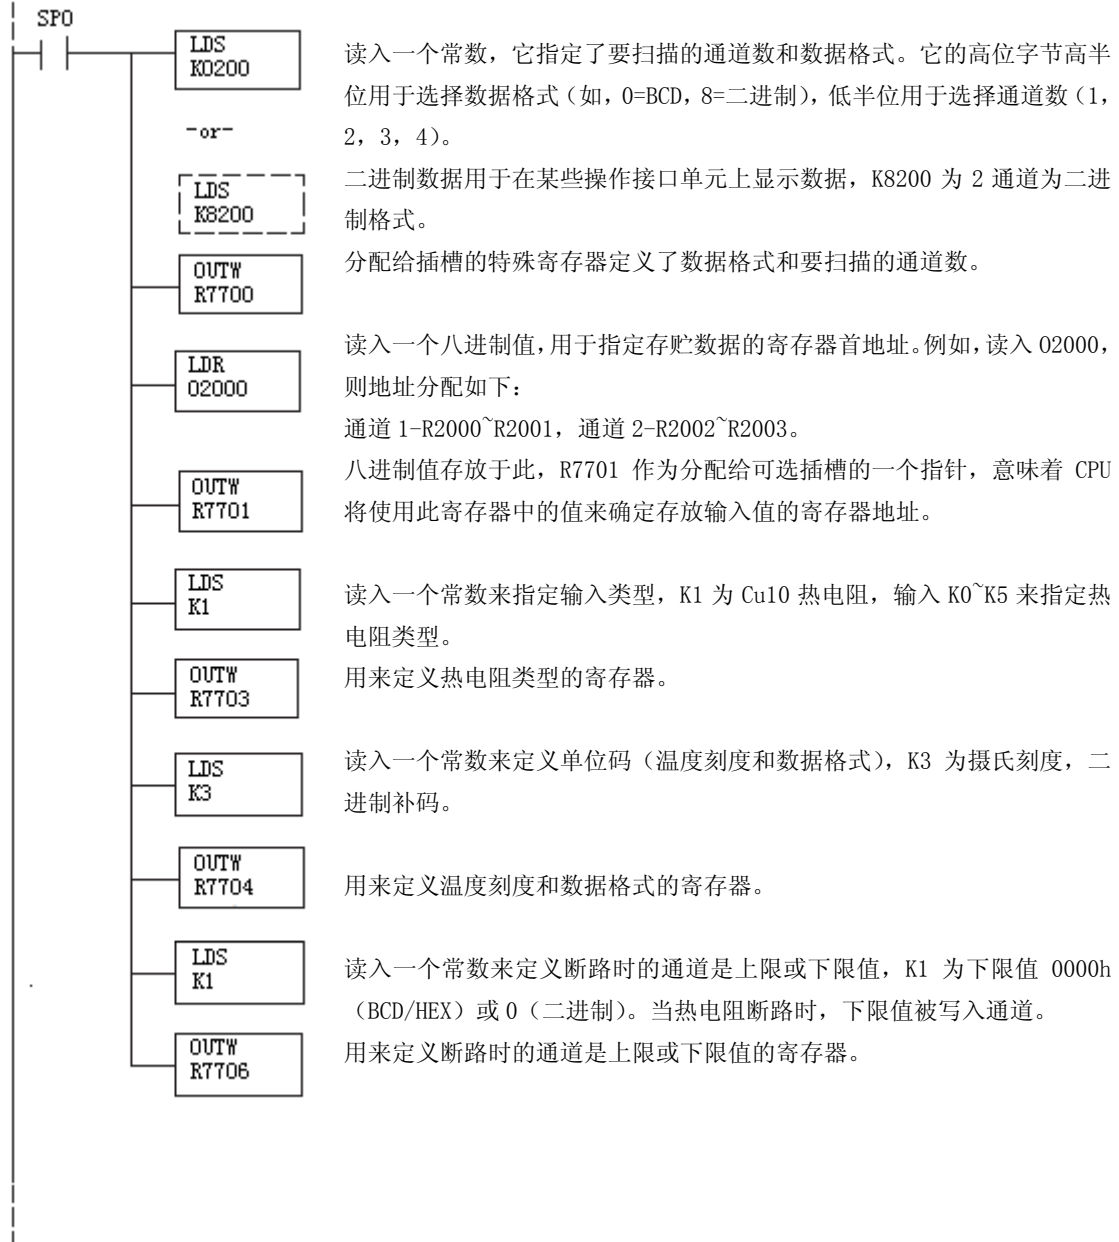 SP0
LDS
K0200
读入一个常数，它指定了要扫描的通道数和数据格式。它的高位字节高半
位用于选择数据格式（如，0=BCD，8=二进制），低半位用于选择通道数（1，
-or-
2，3，4）。
LDS
K8200
二进制数据用于在某些操作接口单元上显示数据，K8200 为 2 通道为二进
制格式。
OUTW
R7700
分配给插槽的特殊寄存器定义了数据格式和要扫描的通道数。
LDR
O2000
读入一个八进制值，用于指定存贮数据的寄存器首地址。例如，读入 O2000，
则地址分配如下：
通道 1-R2000~R2001，通道 2-R2002~R2003。
OUTW
R7701
八进制值存放于此，R7701 作为分配给可选插槽的一个指针，意味着 CPU
将使用此寄存器中的值来确定存放输入值的寄存器地址。
LDS
K1
读入一个常数来指定输入类型，K1 为 Cu10 热电阻，输入 K0~K5 来指定热
电阻类型。
OUTW
R7703
用来定义热电阻类型的寄存器。
LDS
K3
读入一个常数来定义单位码（温度刻度和数据格式），K3 为摄氏刻度，二
进制补码。
OUTW
R7704
用来定义温度刻度和数据格式的寄存器。
LDS
K1
读入一个常数来定义断路时的通道是上限或下限值，K1 为下限值 0000h
（BCD/HEX）或 0（二进制）。当热电阻断路时，下限值被写入通道。
OUTW
R7706
用来定义断路时的通道是上限或下限值的寄存器。